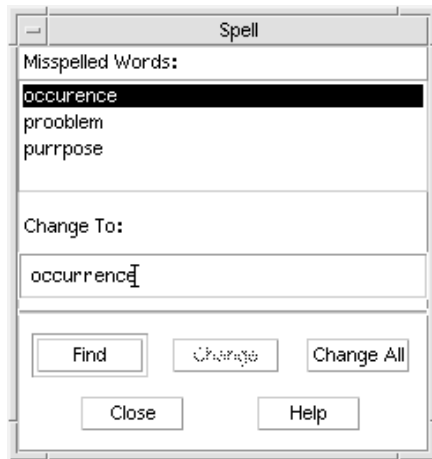 Spell
Misspelled Words:
occurence
prooblem
purrpose
Change To:
occurrence
Find Change Change All
Close Help